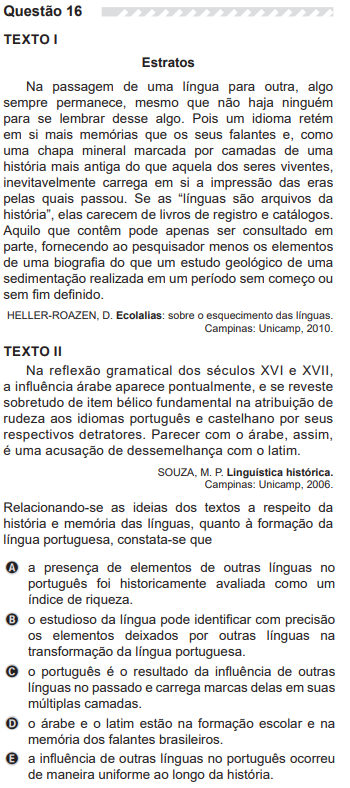 Questão 16
TEXTO I
Estratos
Na passagem de uma língua para outra, algo
sempre permanece, mesmo que não haja ninguém
para se lembrar desse algo. Pois um idioma retém
em si mais memórias que os seus falantes e, como
uma chapa mineral marcada por camadas de uma
história mais antiga do que aquela dos seres viventes,
inevitavelmente carrega em si a impressão das eras
pelas quais passou. Se as “línguas são arquivos da
história”, elas carecem de livros de registro e catálogos.
Aquilo que contêm pode apenas ser consultado em
parte, fornecendo ao pesquisador menos os elementos
de uma biografia do que um estudo geológico de uma
sedimentação realizada em um período sem começo ou
sem fim definido.
HELLER-ROAZEN, D. Ecolalias: sobre o esquecimento das línguas.
Campinas: Unicamp, 2010.
TEXTO II
Na reflexão gramatical dos séculos XVI e XVII,
a influência árabe aparece pontualmente, e se reveste
sobretudo de item bélico fundamental na atribuição de
rudeza aos idiomas português e castelhano por seus
respectivos detratores. Parecer com o árabe, assim,
é uma acusação de dessemelhança com o latim.
SOUZA, M. P. Linguística histórica.
Campinas: Unicamp, 2006.
Relacionando-se as ideias dos textos a respeito da
história e memória das línguas, quanto à formação da
língua portuguesa, constata-se que
A a presença de elementos de outras línguas no
português foi historicamente avaliada como um
índice de riqueza.
B o estudioso da língua pode identificar com precisão
os elementos deixados por outras línguas na
transformação da língua portuguesa.
C o português é o resultado da influência de outras
línguas no passado e carrega marcas delas em suas
múltiplas camadas.
D o árabe e o latim estão na formação escolar e na
memória dos falantes brasileiros.
E a influência de outras línguas no português ocorreu
de maneira uniforme ao longo da história.